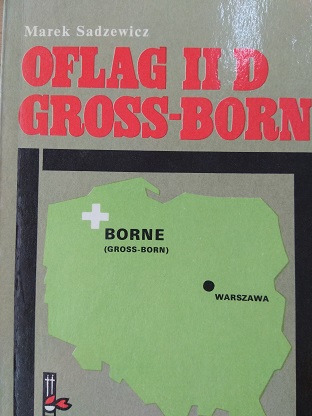 Marek Sadzewicz
OFLAG II D
GROSS-BORN
BORNE
(GROSS-BORN)
WARSZAWA